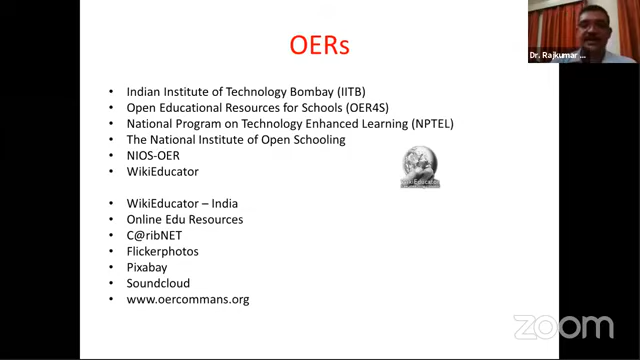 OERs
Dr. Rajkumar ...
• Indian Institute of Technology Bombay (IITB)
• Open Educational Resources for Schools (OER4S)
• National Program on Technology Enhanced Learning (NPTEL)
• The National Institute of Open Schooling
• NIOS-OER
• WikiEducator
WikiEducator
• WikiEducator – India
• Online Edu Resources
• C@ribNET
• Flickerphotos
• Pixabay
• Soundcloud
• www.oercommans.org
zoom